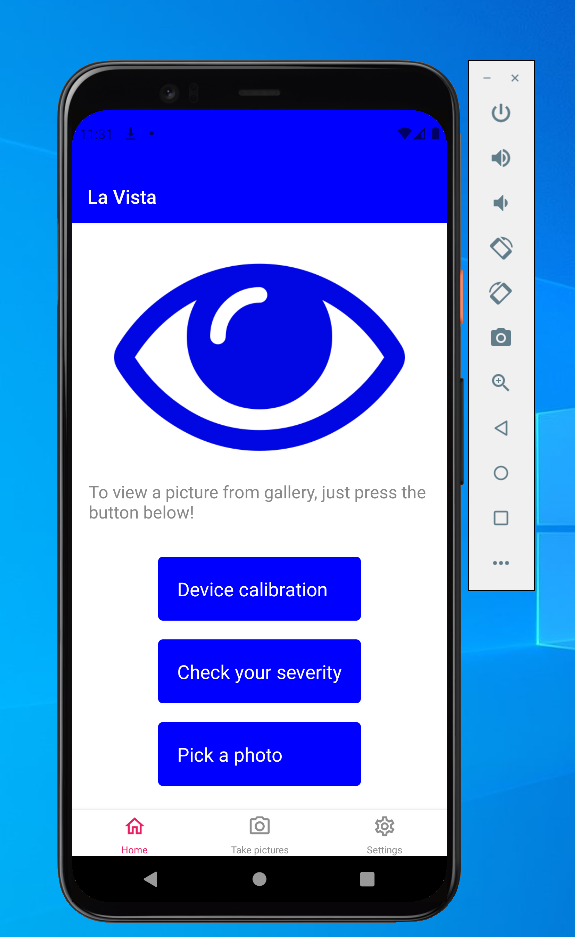 11:31
La Vista
To view a picture from gallery, just press the
button below!
Device calibration
Check your severity
Pick a photo
Home
Take pictures
Settings